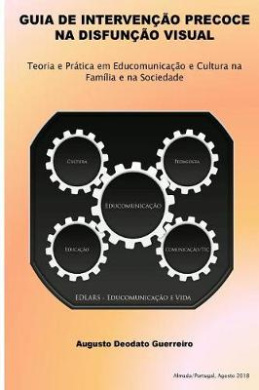 GUIA DE INTERVENÇÃO PRECOCE
NA DISFUNÇÃO VISUAL
Teoria e Prática em Educomunicação e Cultura na
Família e na Sociedade
CULTURA
PEDAGOGIA
EDUCOMUNICAÇÃO
EDUCAÇÃO
COMUNICAÇÃO/TIC
EDLARS - EDUCOMUNICAÇÃO E VIDA
Augusto Deodato Guerreiro
Almada/Portugal, Agosto 2018